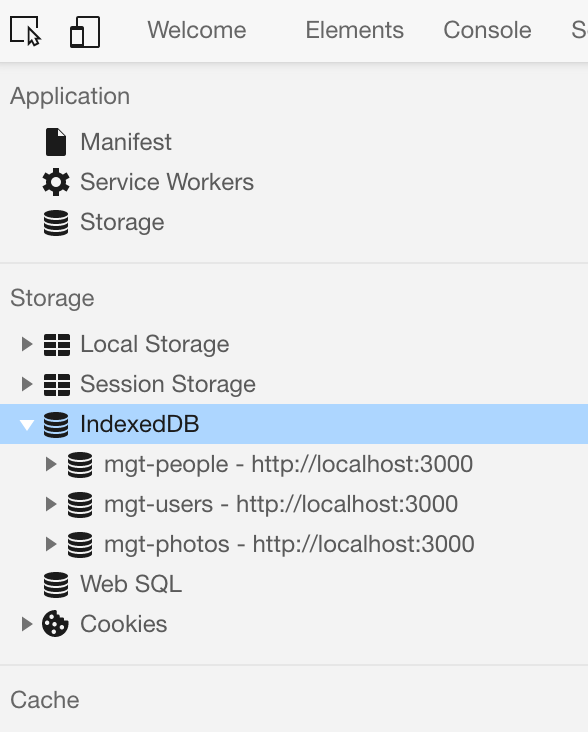 Welcome Elements Console S
Application
Manifest
Service Workers
Storage
Storage
Local Storage
Session Storage
IndexedDB
mgt-people - http://localhost:3000
mgt-users - http://localhost:3000
mgt-photos - http://localhost:3000
Web SQL
Cookies
Cache